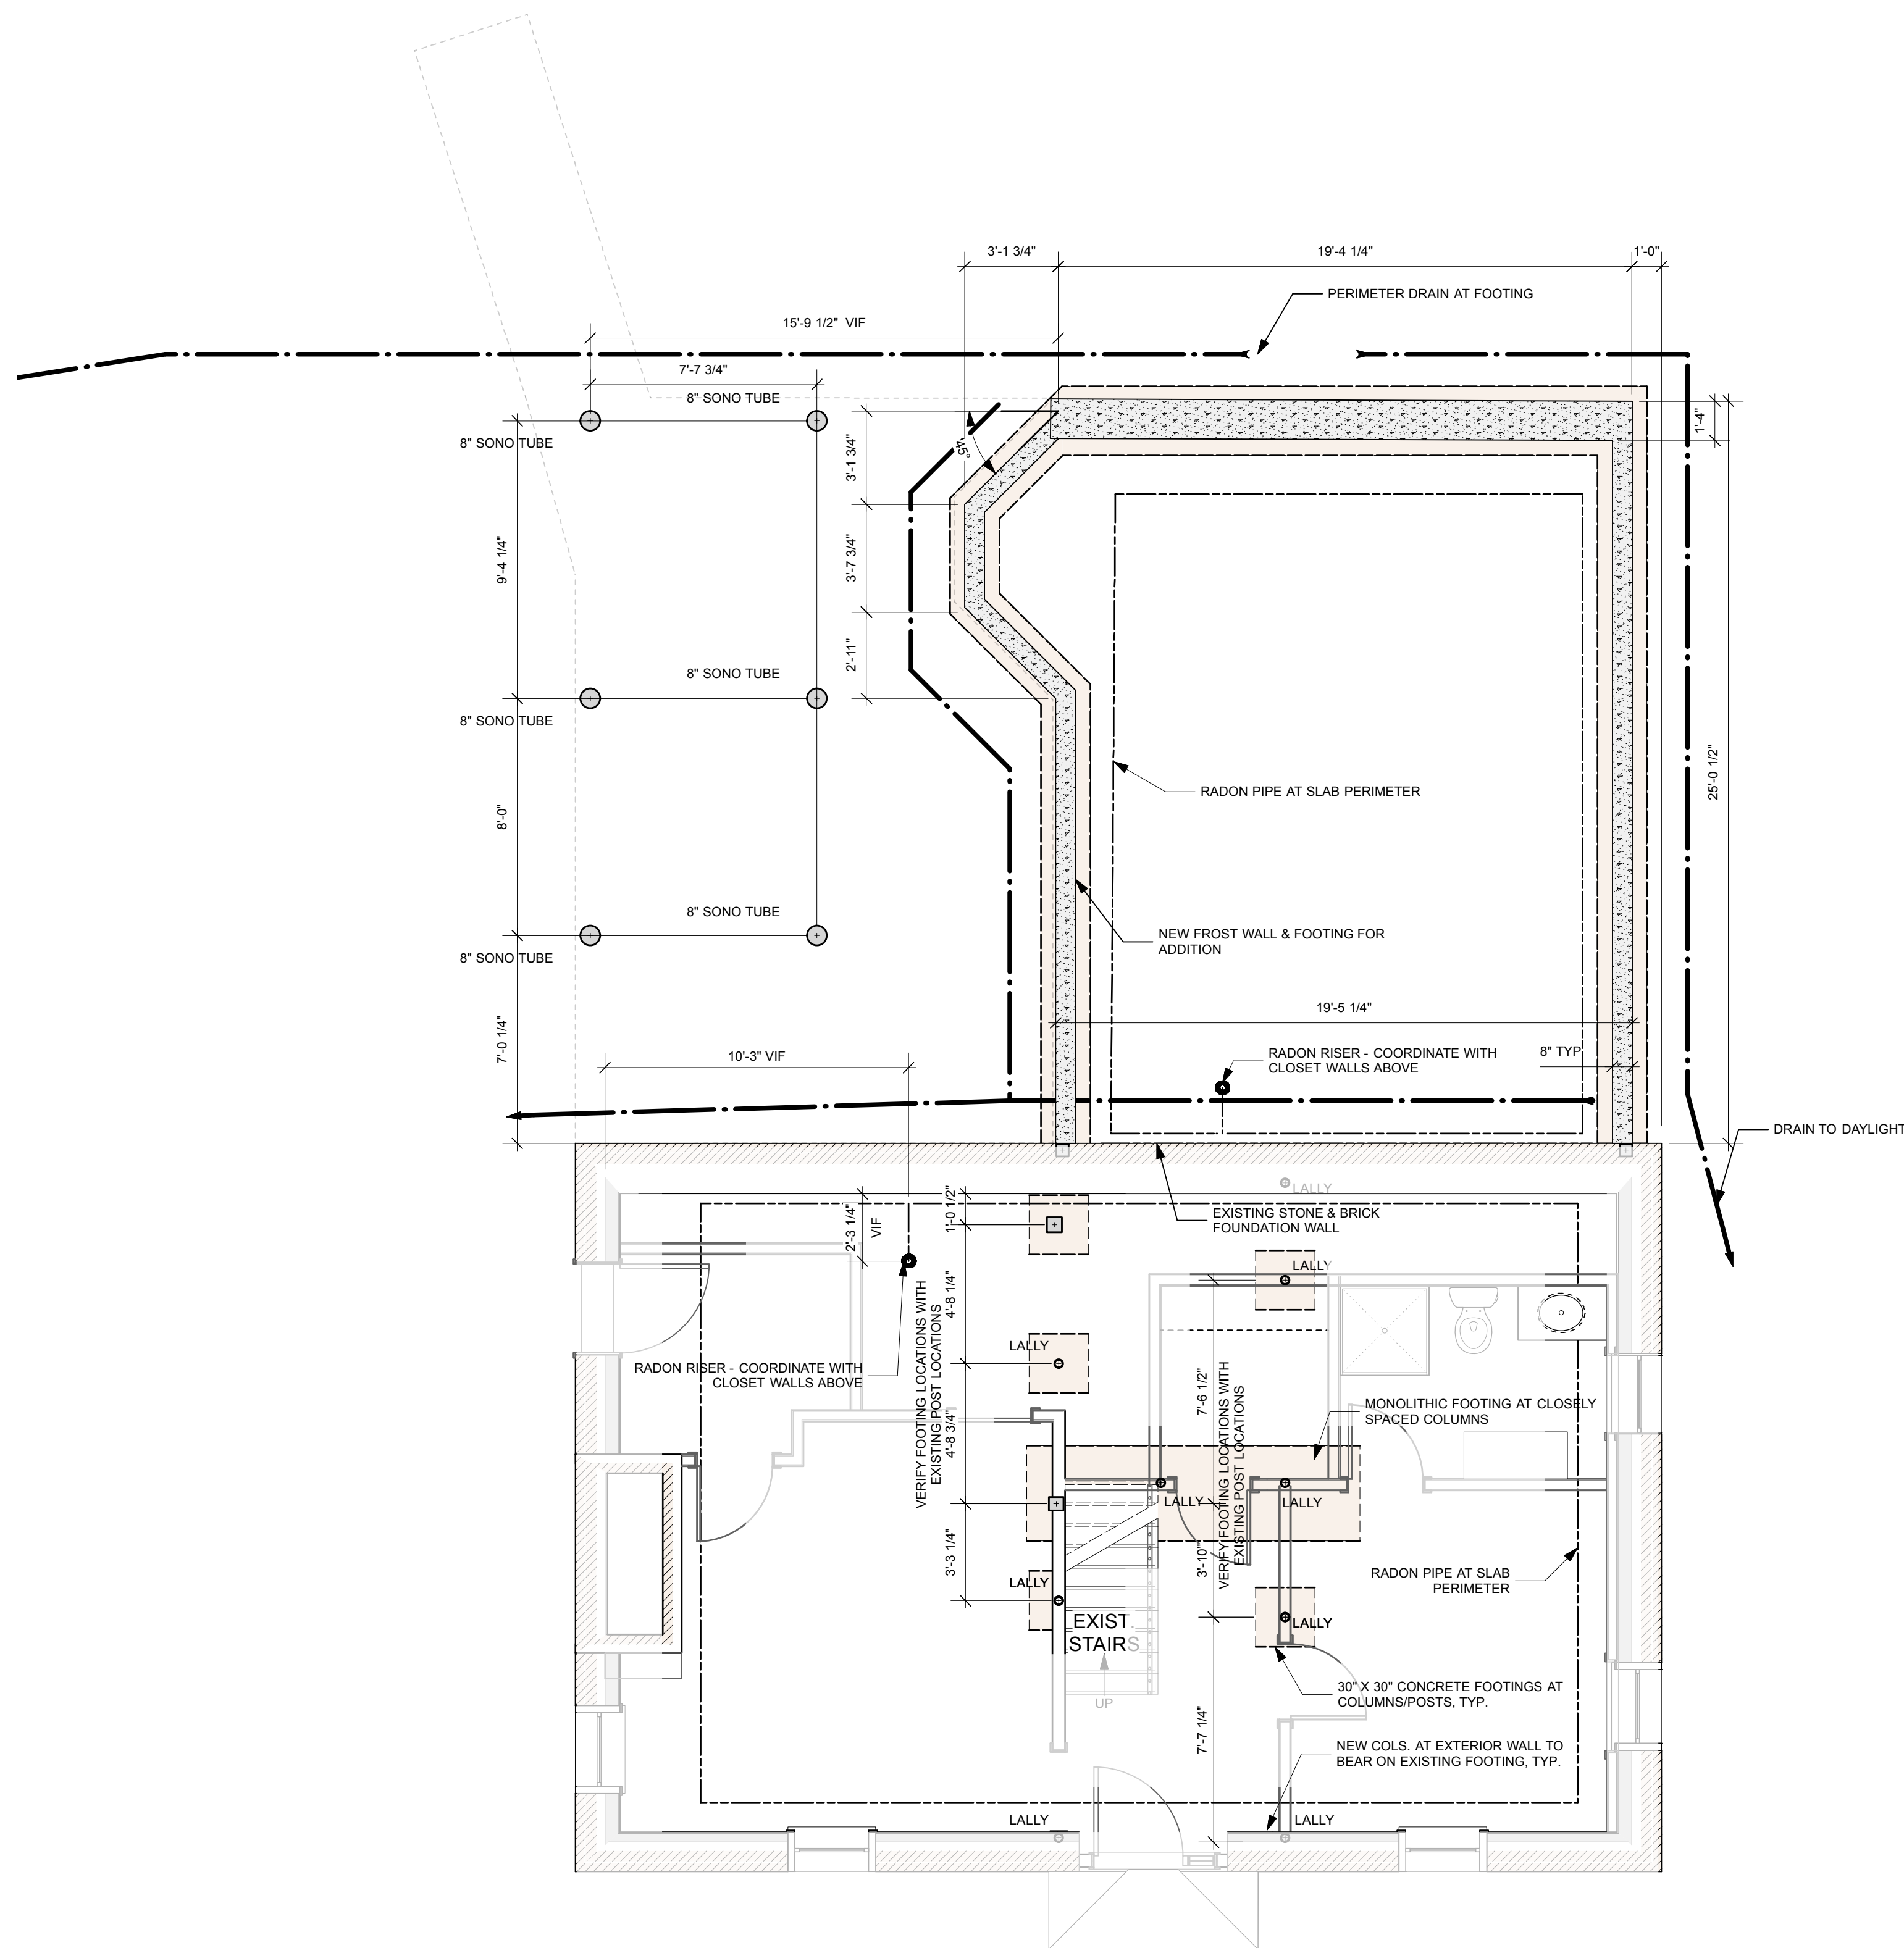 3'-1 3/4"
19'-4 1/4"
1'-0"
PERIMETER DRAIN AT FOOTING
15'-9 1/2" VIF
7'-7 3/4"
8" SONO TUBE
8" SONO TUBE
1'-4"
45°
3'-1 3/4"
9'-4 1/4"
3'-7 3/4"
2'-11"
8" SONO TUBE
8" SONO TUBE
25'-0 1/2"
RADON PIPE AT SLAB PERIMETER
8'-0"
8" SONO TUBE
8" SONO TUBE
NEW FROST WALL & FOOTING FOR
ADDITION
19'-5 1/4"
7'-0 1/4"
10'-3" VIF
RADON RISER - COORDINATE WITH
CLOSET WALLS ABOVE
8" TYP
DRAIN TO DAYLIGHT
LALLY
EXISTING STONE & BRICK
FOUNDATION WALL
2'-3 1/4"
VIF
1'-0 1/2"
4'-8 1/4"
LALLY
LALLY
RADON RISER - COORDINATE WITH
CLOSET WALLS ABOVE
VERIFY FOOTING LOCATIONS WITH
EXISTING POST LOCATIONS
4'-8 3/4"
7'-6 1/2"
VERIFY FOOTING LOCATIONS WITH
EXISTING POST LOCATIONS
MONOLITHIC FOOTING AT CLOSELY
SPACED COLUMNS
LALLY
LALLY
3'-3 1/4"
3'-10"
RADON PIPE AT SLAB
PERIMETER
LALLY
EXIST.
STAIRS
LALLY
UP
30" X 30" CONCRETE FOOTINGS AT
COLUMNS/POSTS, TYP.
7'-7 1/4"
NEW COLS. AT EXTERIOR WALL TO
BEAR ON EXISTING FOOTING, TYP.
LALLY
LALLY